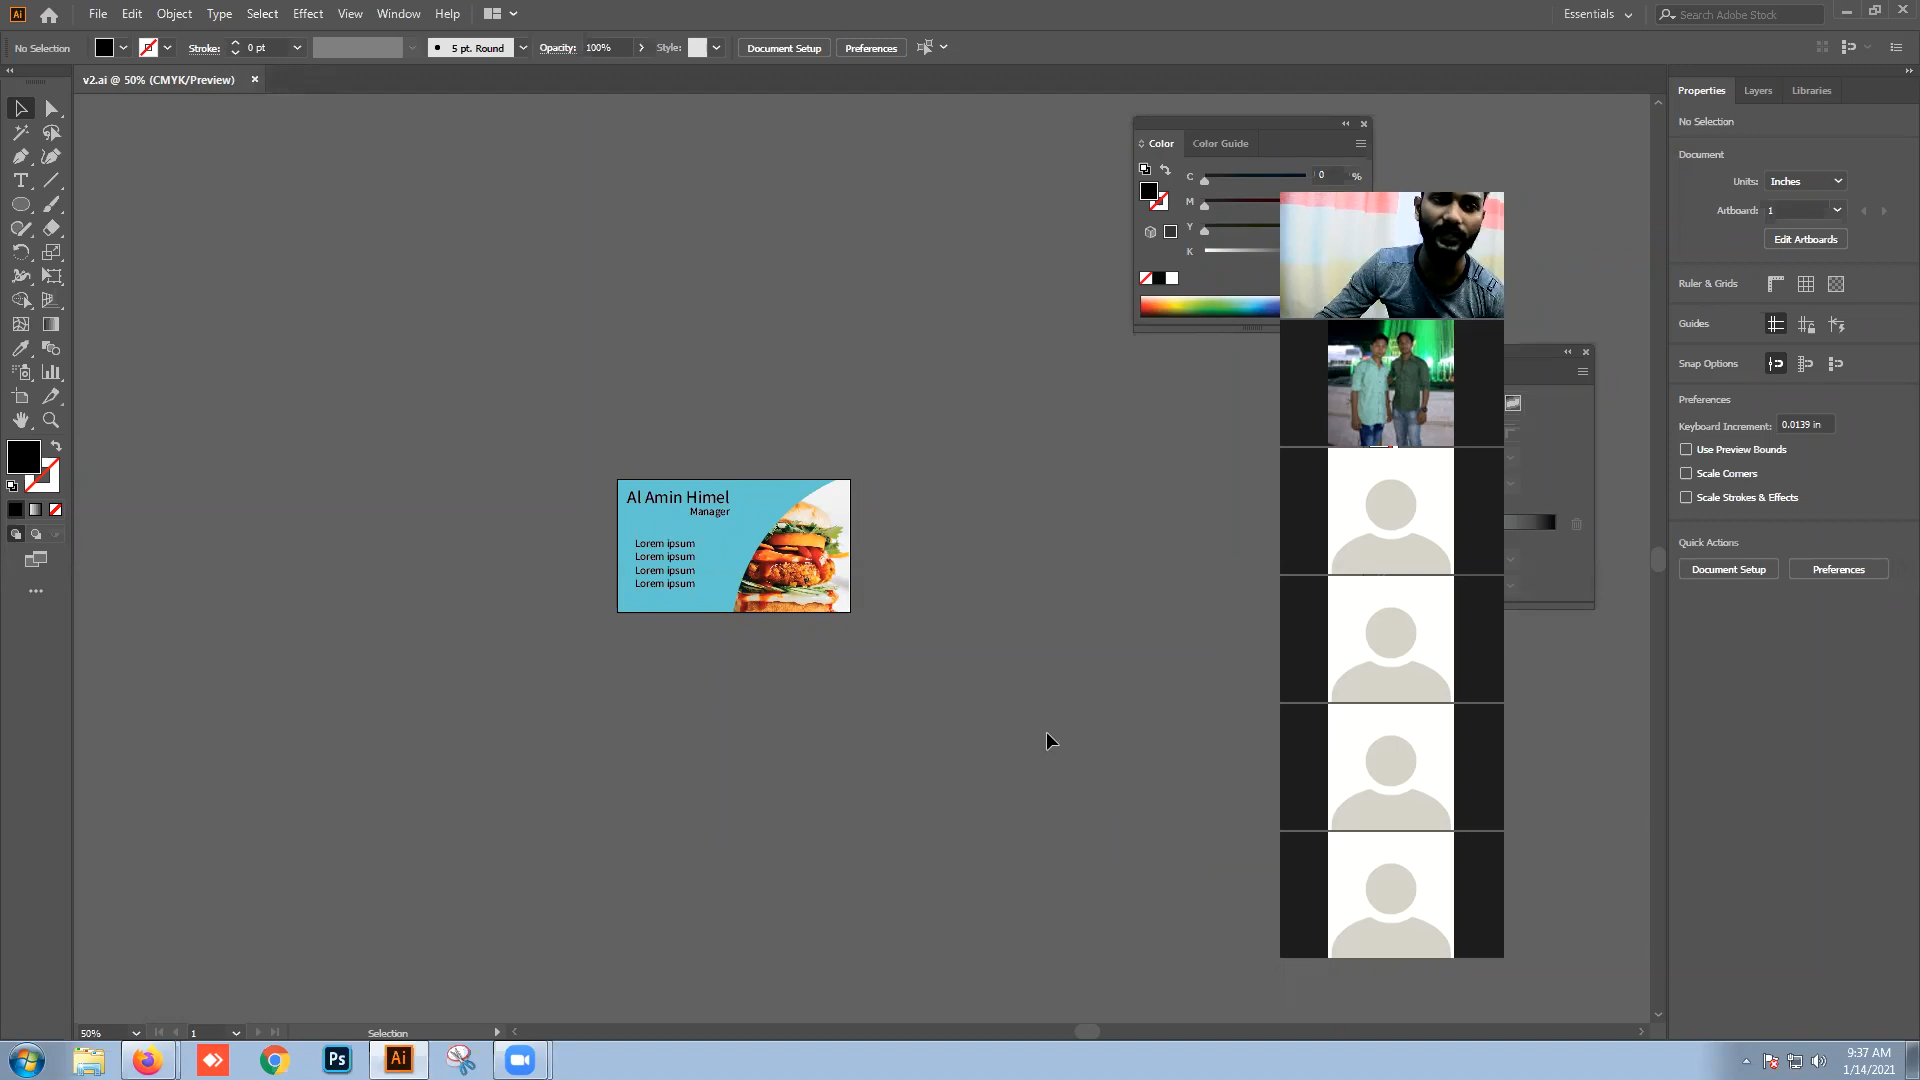 Ai File Edit Object Type Select Effect View Window Help Essentials Search Adobe Stock
No Selection Stroke: 0 pt 5 pt. Round Opacity: 100% Style: Document Setup Preferences
v2.ai @ 50% (CMYK/Preview)
Color Color Guide
C 0 %
M
Y
K
Al Amin Himel
Manager
Lorem ipsum
Lorem ipsum
Lorem ipsum
Lorem ipsum
Properties Layers Libraries
No Selection
Document
Units: Inches
Artboard: 1
Edit Artboards
Ruler & Grids
Guides
Snap Options
Preferences
Keyboard Increment: 0.0139 in
Use Preview Bounds
Scale Corners
Scale Strokes & Effects
Quick Actions
Document Setup Preferences
50% 1 Selection
Ps Ai
9:37 AM
1/14/2021